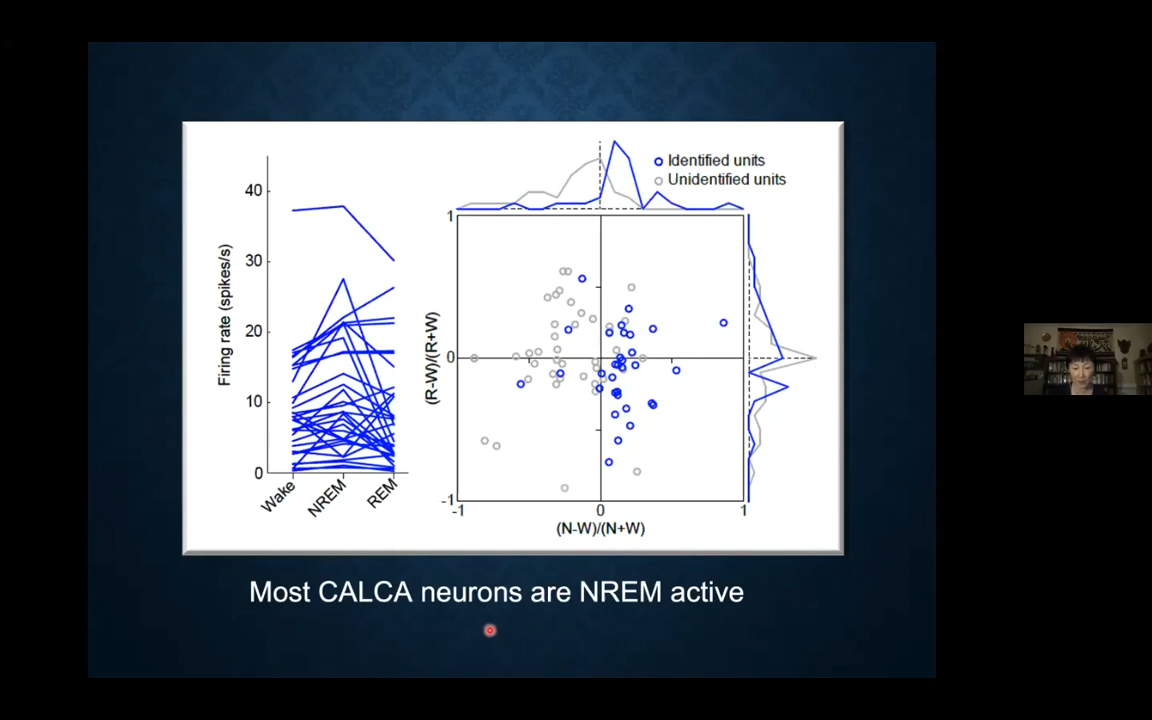 Identified units
Unidentified units
40
30
20
10
0
Firing rate (spikes/s)
Wake
NREM
REM
1
0
-1
(R-W)/(R+W)
-1
0
1
(N-W)/(N+W)
Most CALCA neurons are NREM active